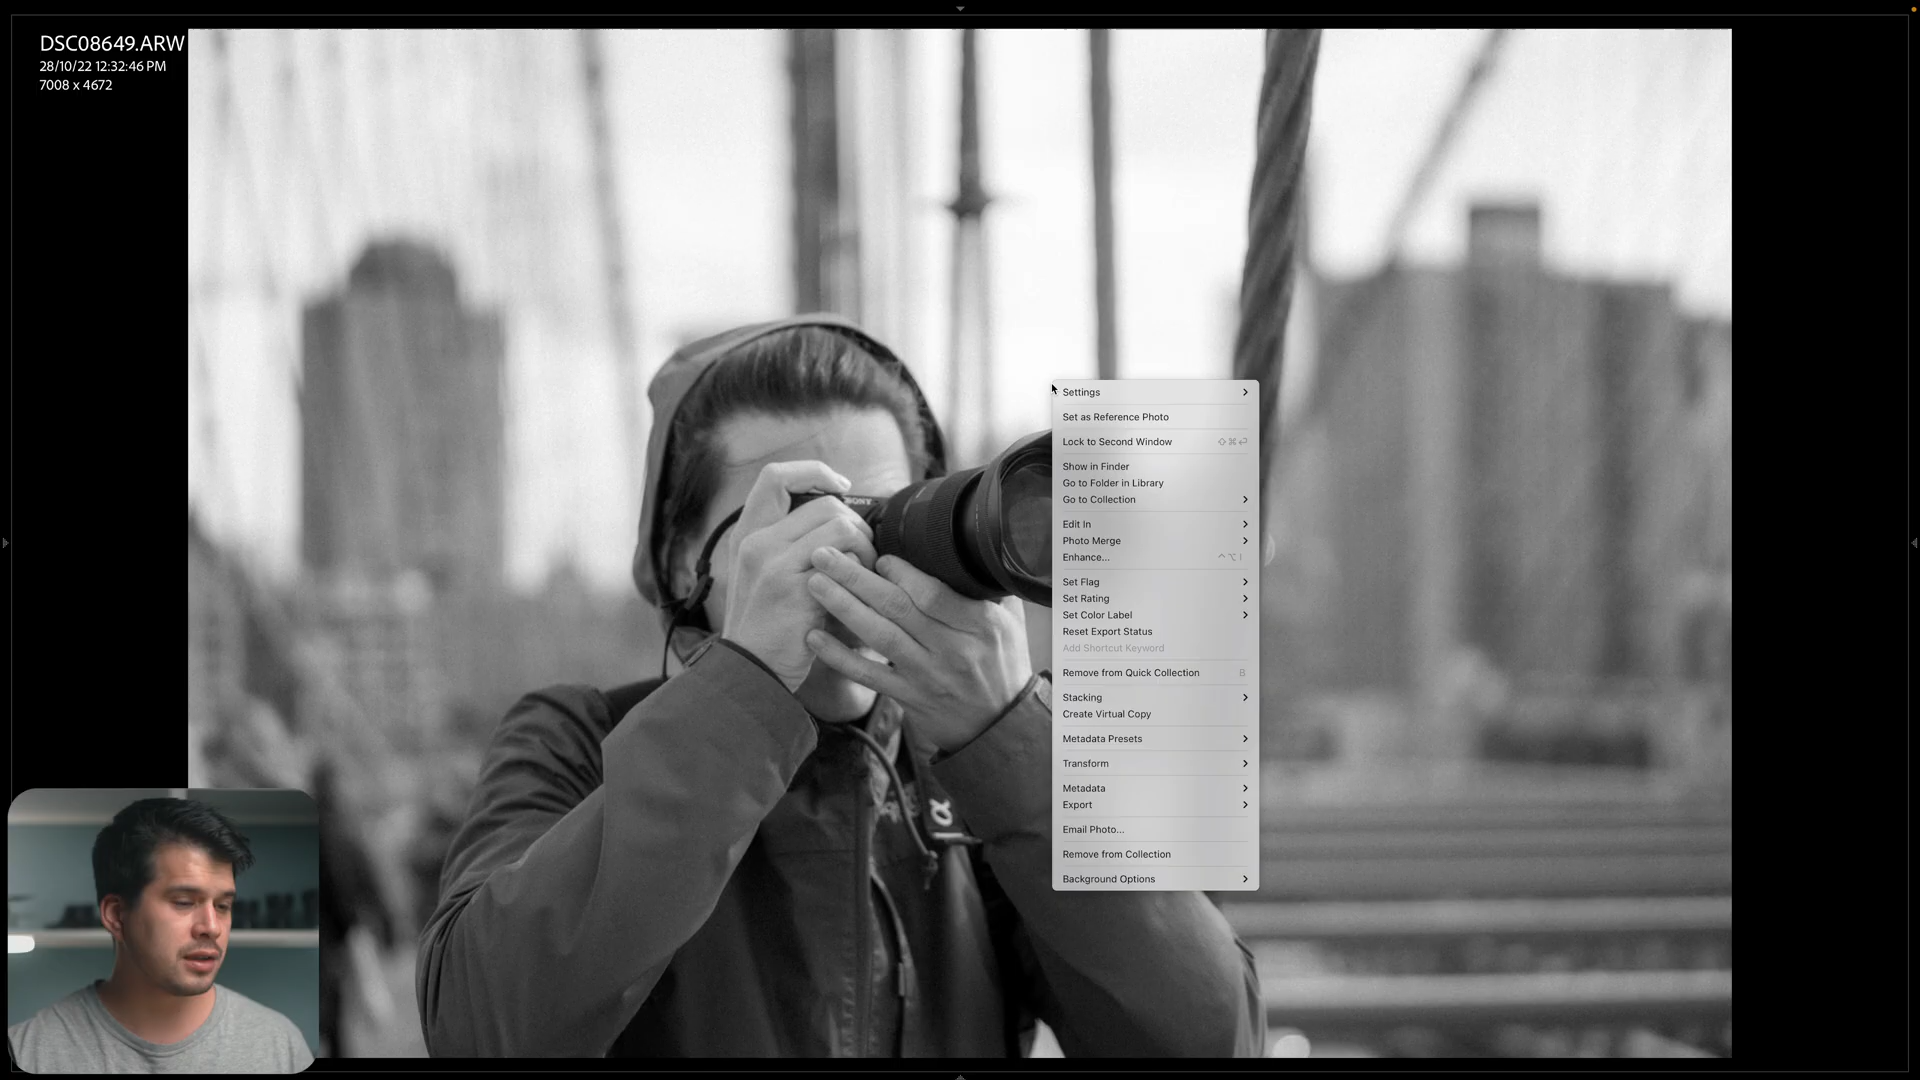 DSC08649.ARW
28/10/22 12:32:46 PM
7008 x 4672
SONY
α
Settings
Set as Reference Photo
Lock to Second Window ⇧⌘⏎
Show in Finder
Go to Folder in Library
Go to Collection
Edit In
Photo Merge
Enhance... ^⌥I
Set Flag
Set Rating
Set Color Label
Reset Export Status
Add Shortcut Keyword
Remove from Quick Collection B
Stacking
Create Virtual Copy
Metadata Presets
Transform
Metadata
Export
Email Photo...
Remove from Collection
Background Options